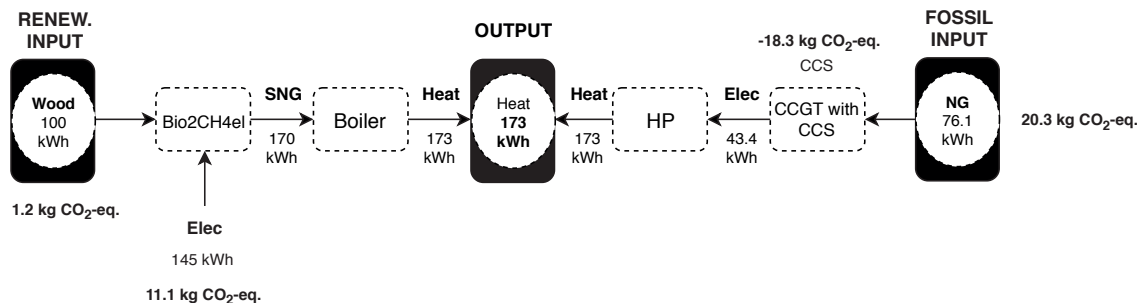 RENEW.
INPUT
Wood
100
kWh
1.2 kg CO2-eq.
Bio2CH4el
Elec
145 kWh
11.1 kg CO2-eq.
SNG
170
kWh
Boiler
Heat
173
kWh
OUTPUT
Heat
173
kWh
Heat
173
kWh
HP
Elec
43.4
kWh
-18.3 kg CO2-eq.
CCS
CCGT with
CCS
FOSSIL
INPUT
NG
76.1
kWh
20.3 kg CO2-eq.